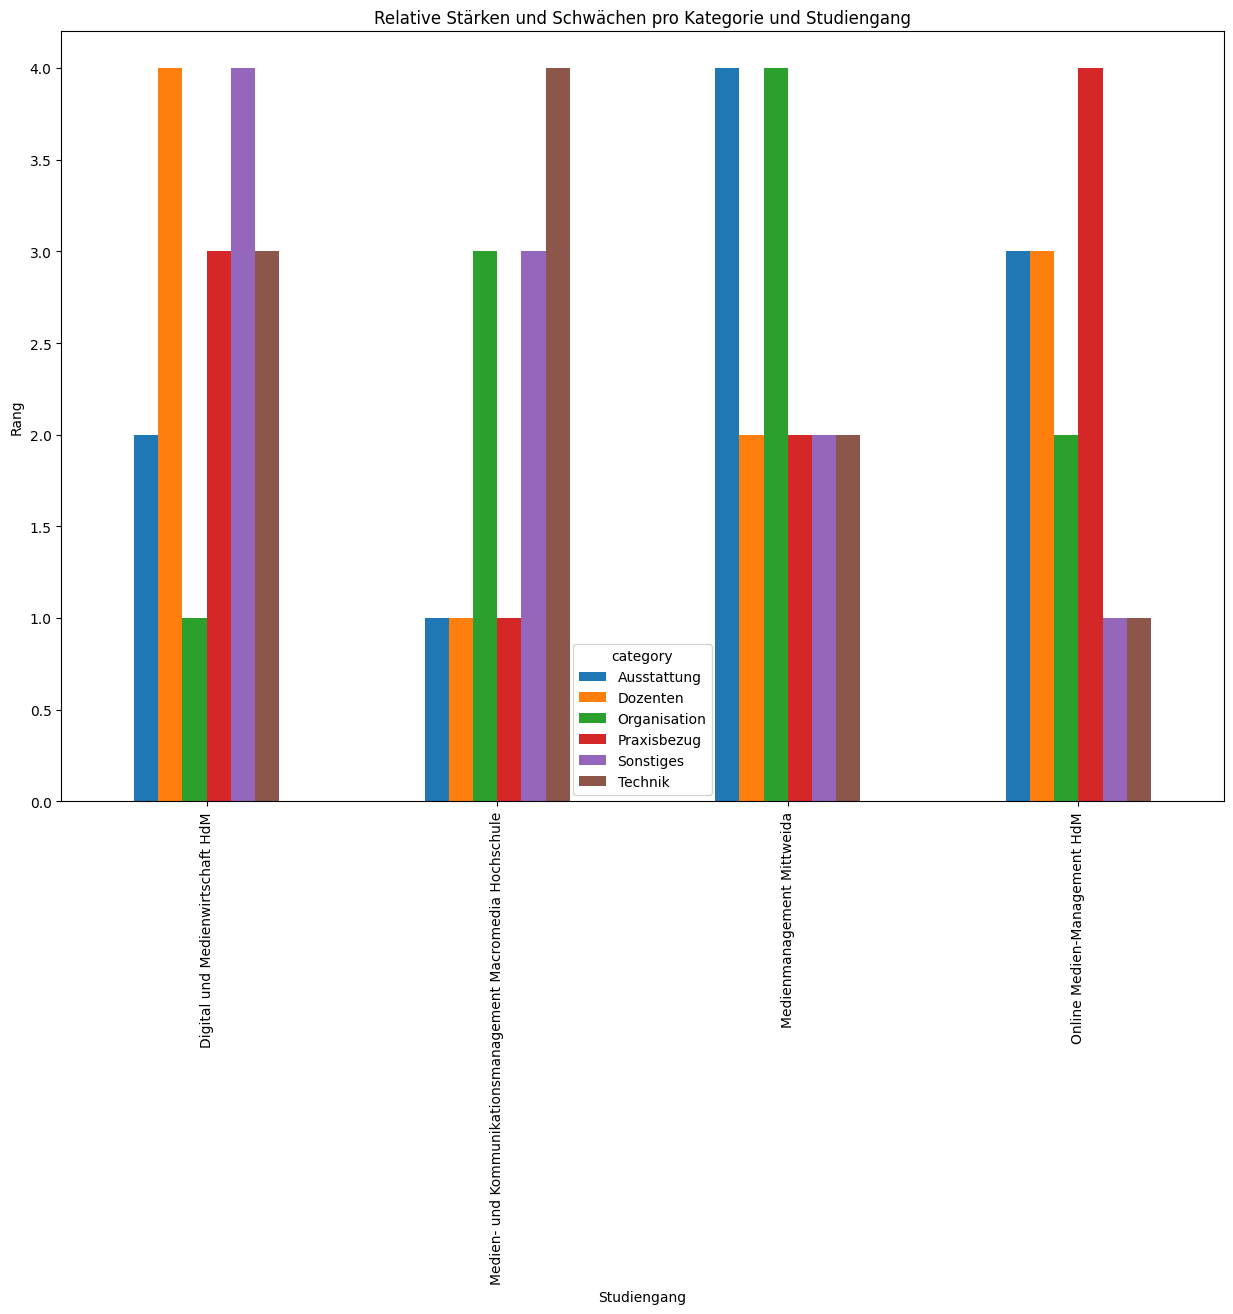 Relative Stärken und Schwächen pro Kategorie und Studiengang
Rang
4.0
3.5
3.0
2.5
2.0
1.5
1.0
0.5
0.0
category
Ausstattung
Dozenten
Organisation
Praxisbezug
Sonstiges
Technik
Digital und Medienwirtschaft HdM
Medien- und Kommunikationsmanagement Macromedia Hochschule
Medienmanagement Mittweida
Online Medien-Management HdM
Studiengang